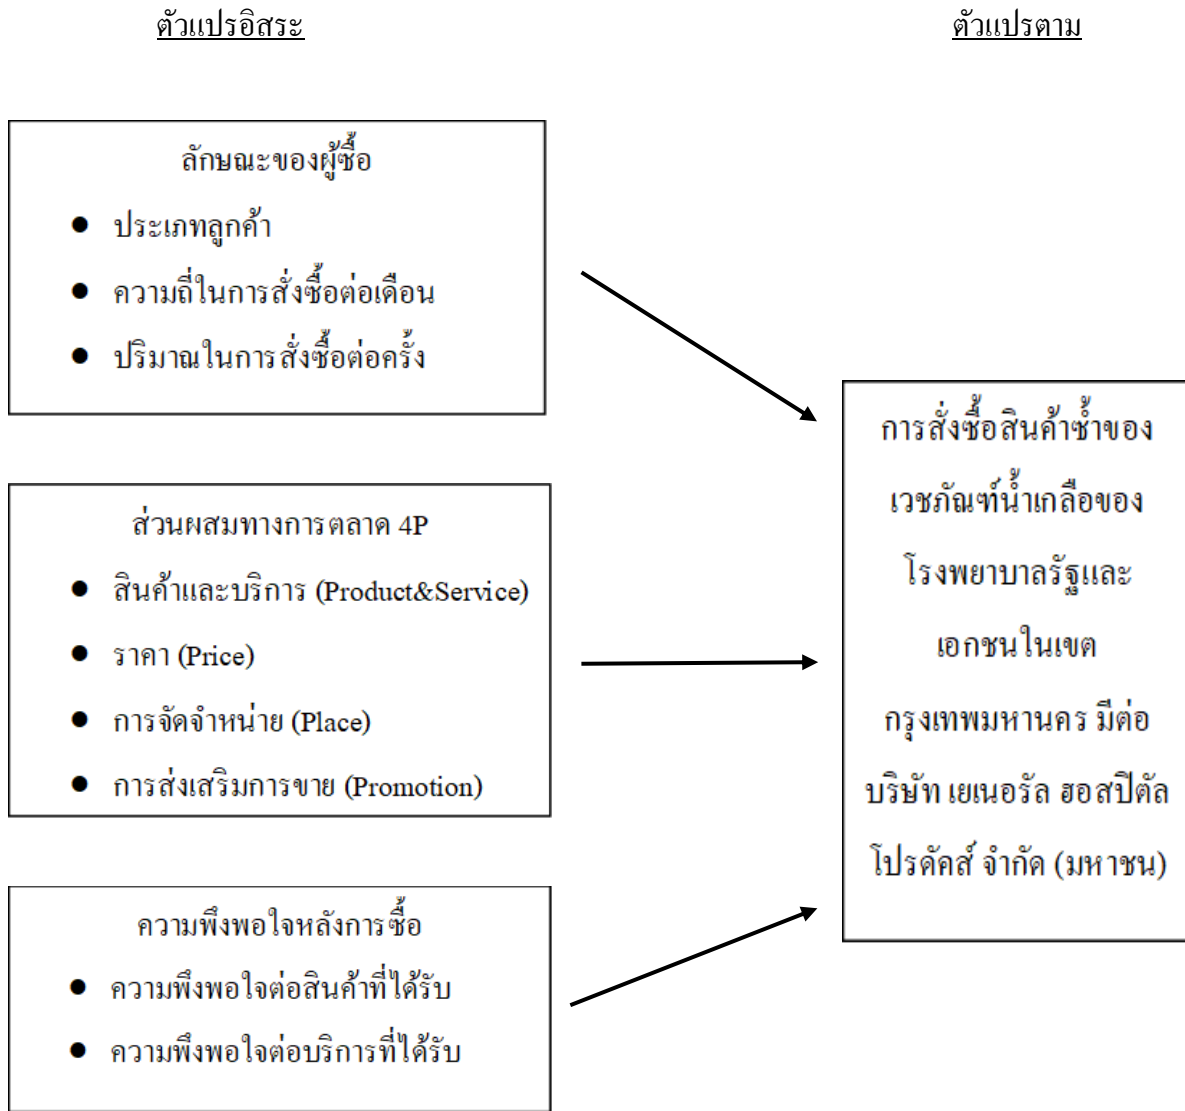 ตัวแปรอิสระ
ตัวแปรตาม
ลักษณะของผู้ซื้อ
● ประเภทลูกค้า
● ความถี่ในการสั่งซื้อต่อเดือน
● ปริมาณในการสั่งซื้อต่อครั้ง
ส่วนผสมทางการตลาด 4P
● สินค้าและบริการ (Product&Service)
● ราคา (Price)
● การจัดจำหน่าย (Place)
● การส่งเสริมการขาย (Promotion)
ความพึงพอใจหลังการซื้อ
● ความพึงพอใจต่อสินค้าที่ได้รับ
● ความพึงพอใจต่อบริการที่ได้รับ
การสั่งซื้อสินค้าซ้ำของ
เวชภัณฑ์น้ำเกลือของ
โรงพยาบาลรัฐและ
เอกชนในเขต
กรุงเทพมหานคร มีต่อ
บริษัท เยเนอรัล ฮอสปิตัล
โปรดัคส์ จำกัด (มหาชน)